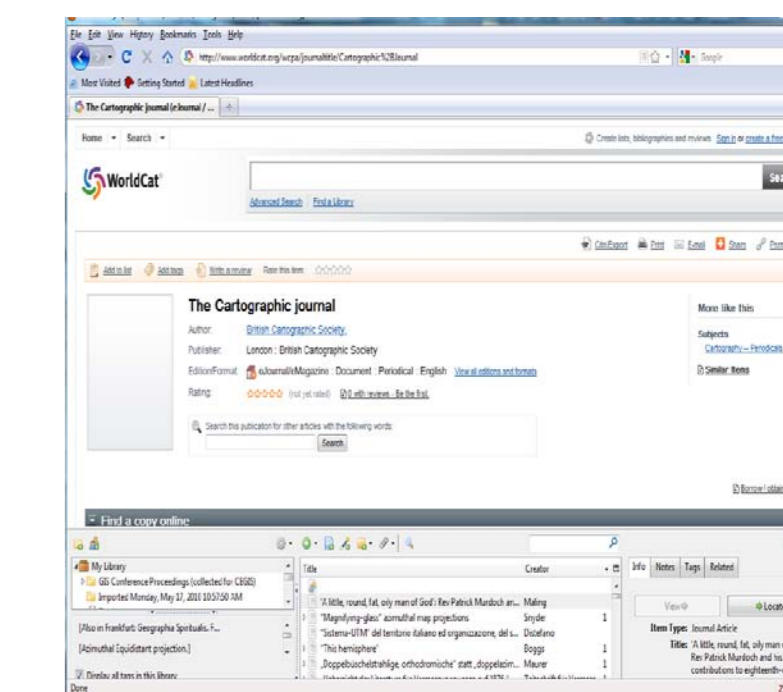 File Edit View History Bookmarks Tools Help
http://www.worldcat.org/wcpa/journaltitle/Cartographic%2BJournal
Google
Most Visited Getting Started Latest Headlines
The Cartographic journal (eJournal / ...
Home Search
Create lists, bibliographies and reviews: Sign in or create a free
WorldCat
Advanced Search Find a Library
Cite/Export Print E-mail Share
Add to list Add tags Write a review Rate this item:
The Cartographic journal
Author: British Cartographic Society.
Publisher: London : British Cartographic Society
Edition/Format: eJournal/eMagazine : Document : Periodical : English View all editions and formats
Rating: (not yet rated) 0 with reviews - Be the first.
Search this publication for other articles with the following words:
Search
More like this
Subjects
Cartography -- Periodicals
Similar Items
Borrow / obtain
Find a copy online
My Library
GIS Conference Proceedings (collected for CEGIS)
Imported Monday, May 17, 2010 10:57:50 AM
[Also in Frankfurt: Geographia Spiritualis. F...
[Azimuthal Equidistant projection.]
Display all tags in this library
Title Creator
"A little, round, fat, oily man of God': Rev Patrick Murdoch an... Maling
"Magnifying-glass" azimuthal map projections Snyder 1
"Sistema-UTM" del territorio italiano ed organizzazione, del s... Distefano
"This hemisphere" Boggs 1
„Doppelbüschelstrahlige, orthodromische" statt „doppelazim... Maurer 1
Info Notes Tags Related
View Locate
Item Type: Journal Article
Title: 'A little, round, fat, oily man
Rev Patrick Murdoch and his
contributions to eighteenth-
Done